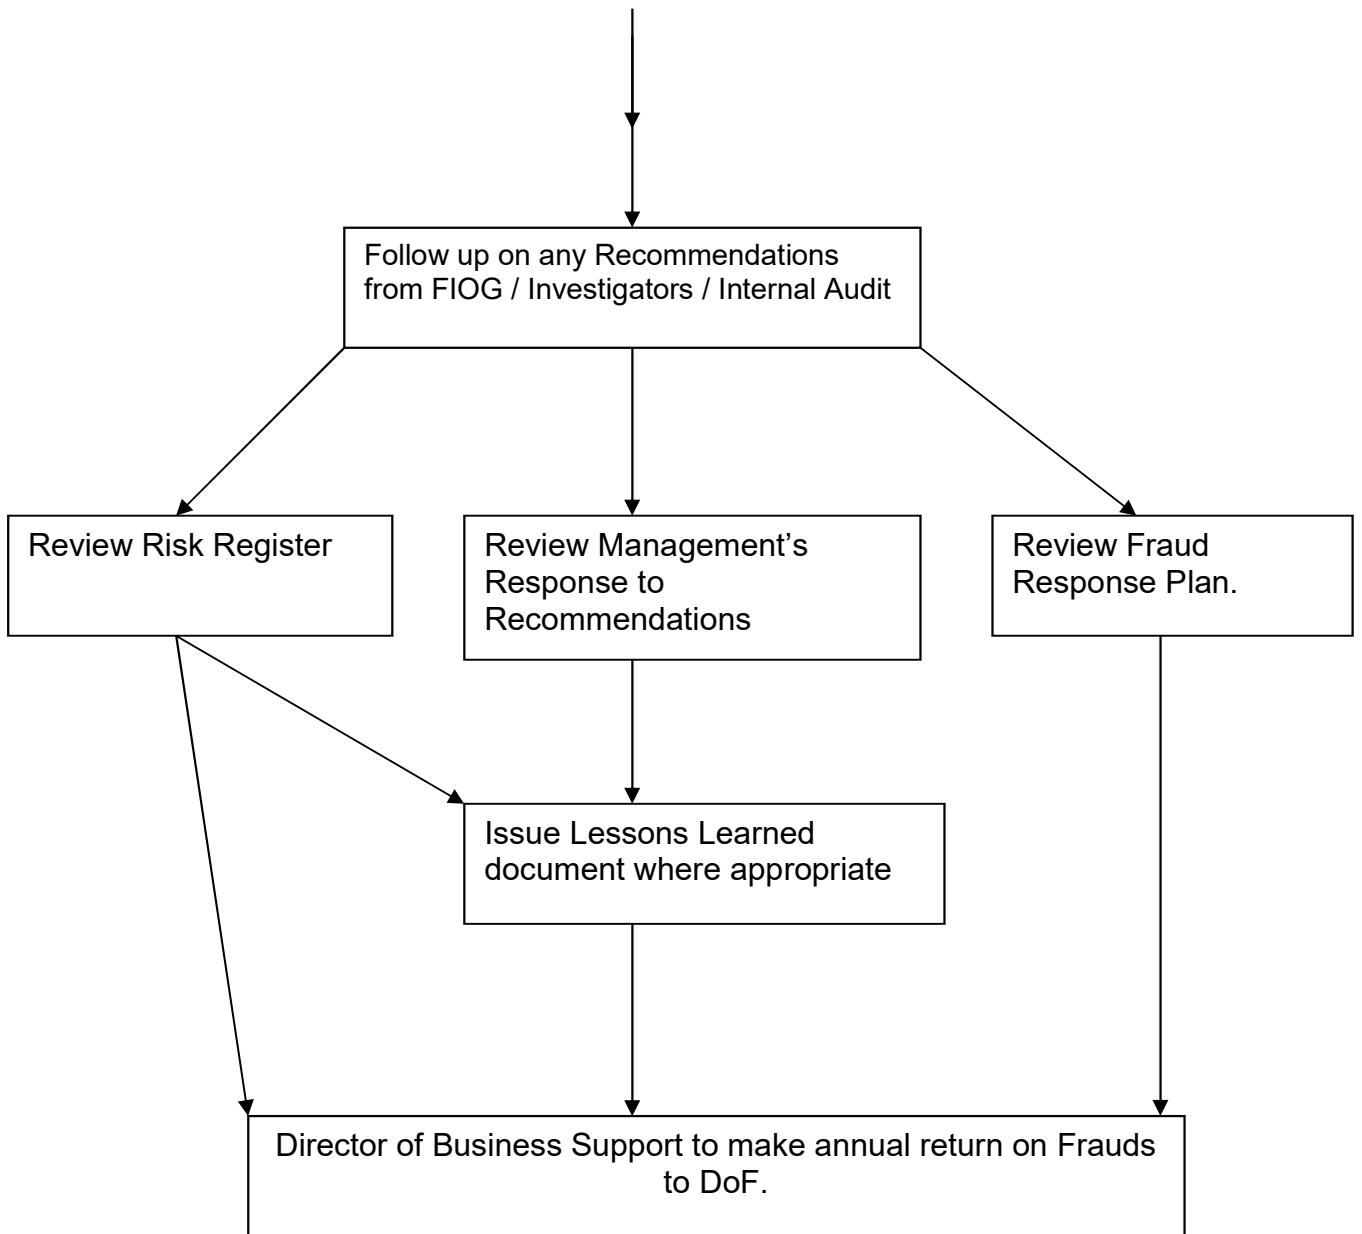 Follow up on any Recommendations
from FIOG / Investigators / Internal Audit
Review Risk Register
Review Management’s
Response to
Recommendations
Review Fraud
Response Plan.
Issue Lessons Learned
document where appropriate
Director of Business Support to make annual return on Frauds
to DoF.